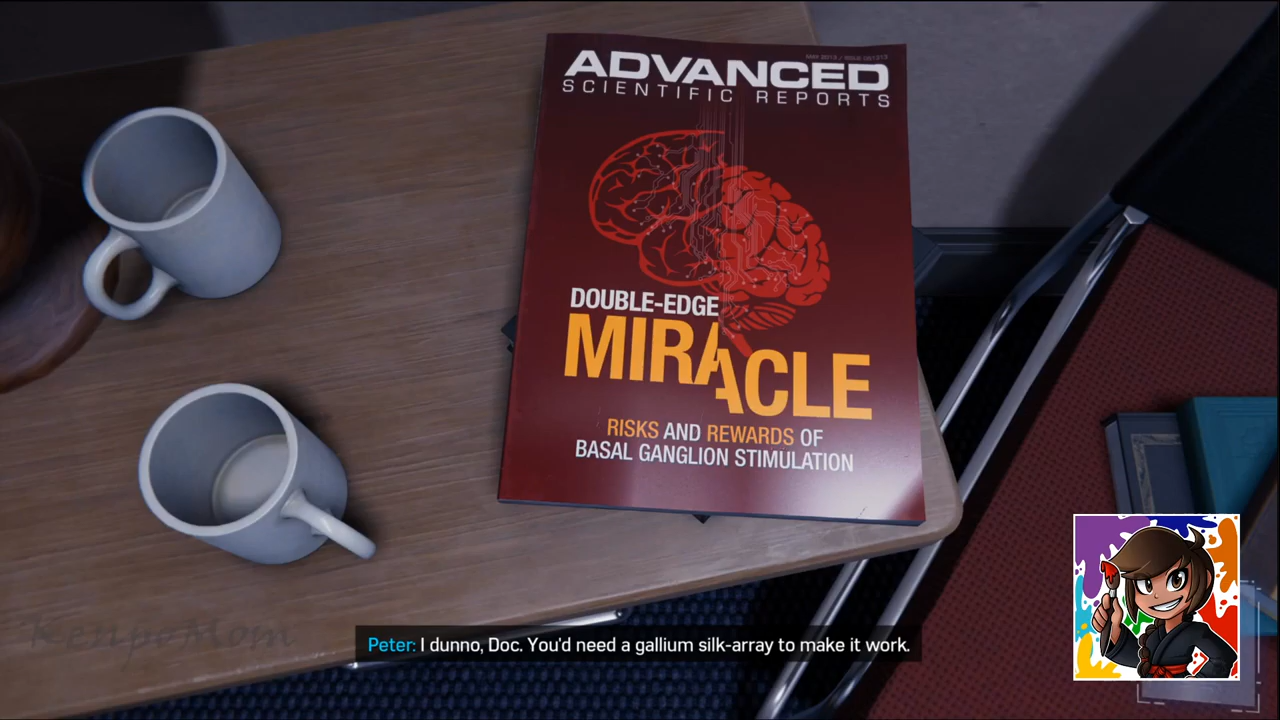 ADVANCED
SCIENTIFIC REPORTS
DOUBLE-EDGE
MIRACLE
RISKS AND REWARDS OF
BASAL GANGLION STIMULATION
KenpoMom
Peter: I dunno, Doc. You'd need a gallium silk-array to make it work.